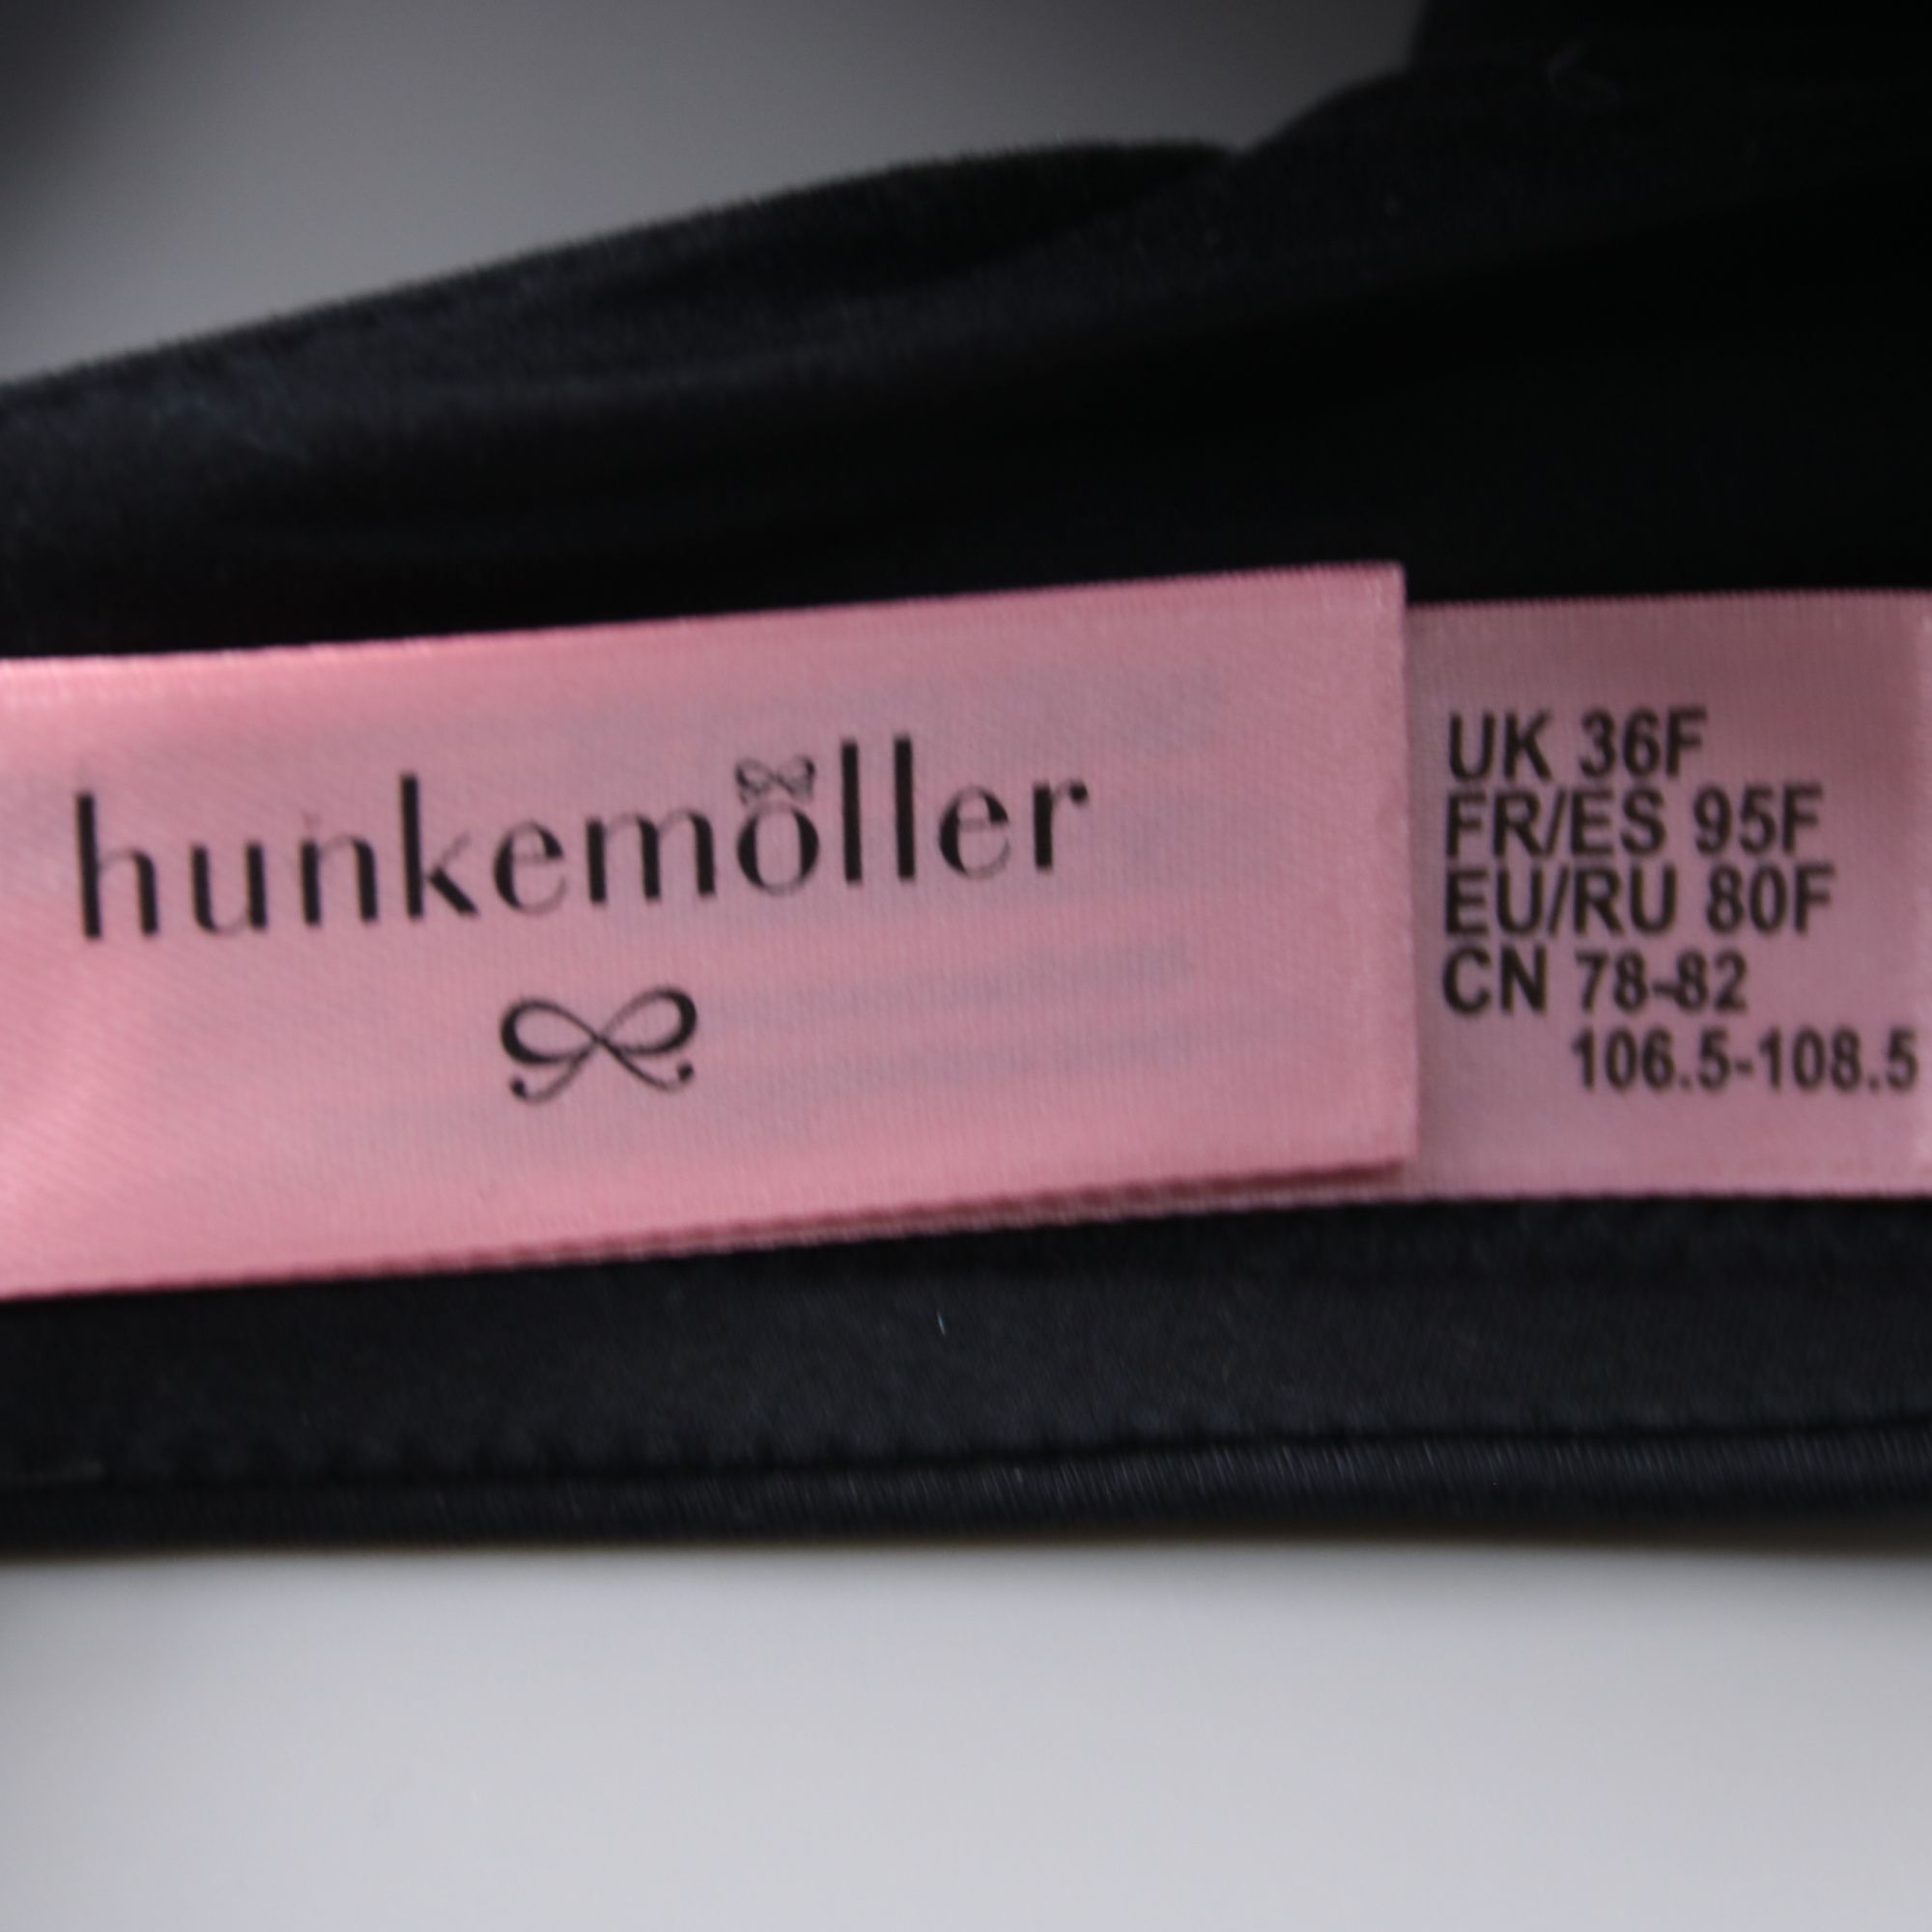 hunkemöller
UK 36F
FR/ES 95F
EU/RU 80F
CN 78-82
106.5-108.5